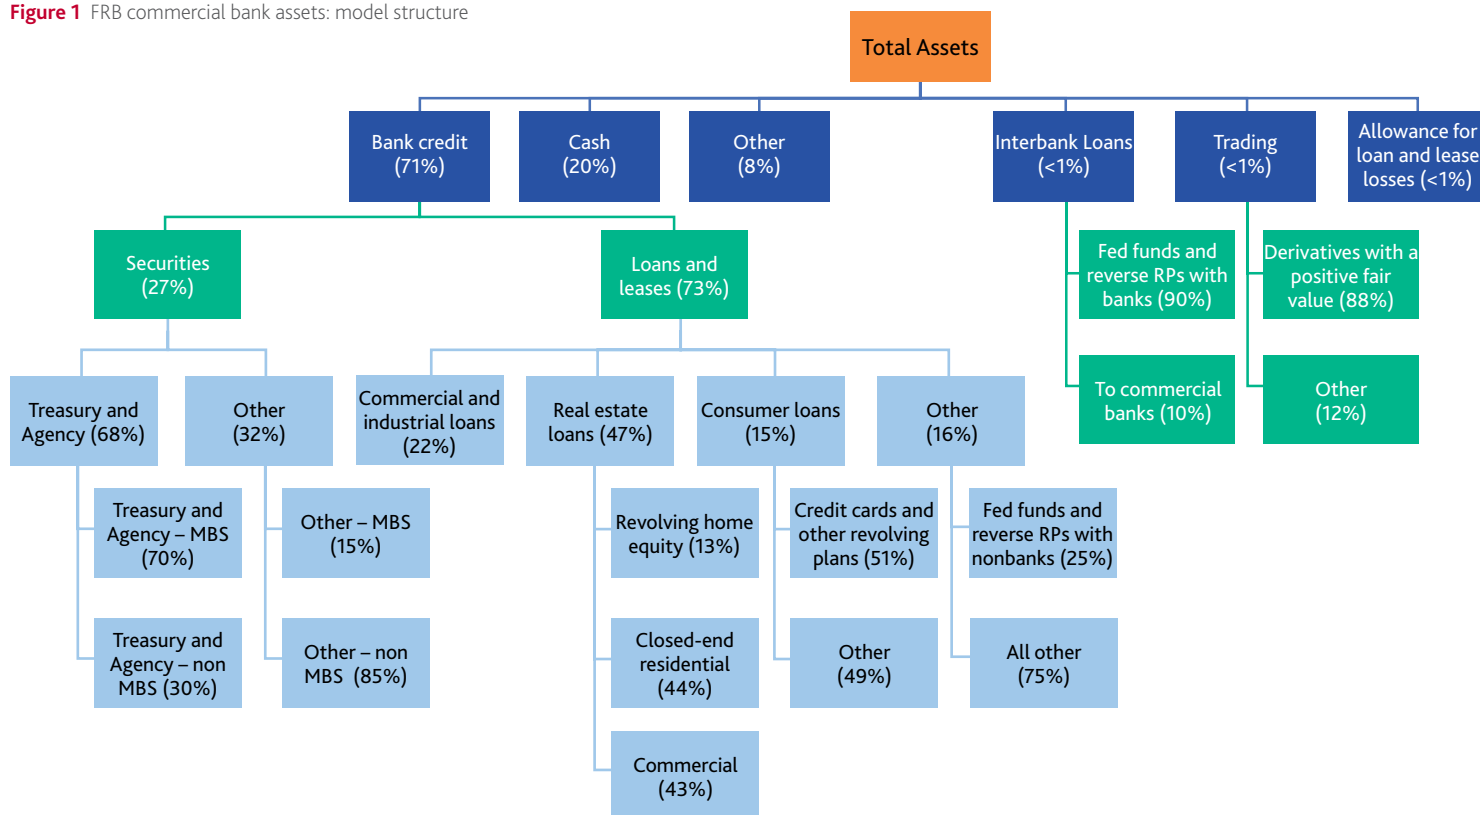 Figure 1 FRB commercial bank assets: model structure
Total Assets
Bank credit
(71%)
Cash
(20%)
Other
(8%)
Interbank Loans
(<1%)
Trading
(<1%)
Allowance for
loan and lease
losses (<1%)
Securities
(27%)
Loans and
leases (73%)
Fed funds and
reverse RPs with
banks (90%)
Derivatives with a
positive fair
value (88%)
To commercial
banks (10%)
Other
(12%)
Treasury and
Agency (68%)
Other
(32%)
Commercial and
industrial loans
(22%)
Real estate
loans (47%)
Consumer loans
(15%)
Other
(16%)
Treasury and
Agency – MBS
(70%)
Other – MBS
(15%)
Revolving home
equity (13%)
Credit cards and
other revolving
plans (51%)
Fed funds and
reverse RPs with
nonbanks (25%)
Treasury and
Agency – non
MBS (30%)
Other – non
MBS (85%)
Closed-end
residential
(44%)
Other
(49%)
All other
(75%)
Commercial
(43%)